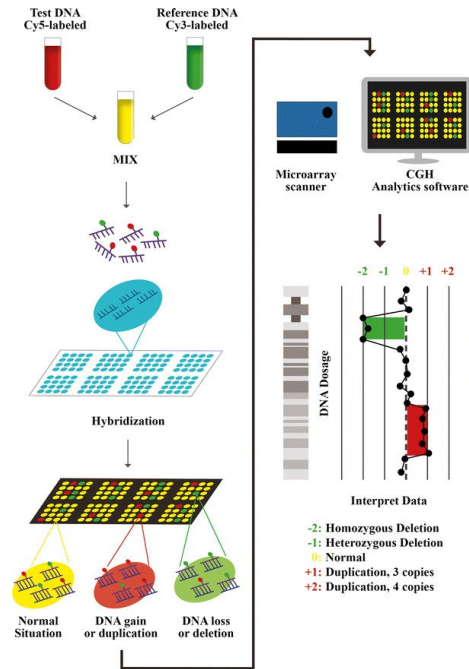 Test DNA
Cy5-labeled
Reference DNA
Cy3-labeled
MIX
Hybridization
Normal
Situation
DNA gain
or duplication
DNA loss
or deletion
Microarray
scanner
CGH
Analytics software
-2 -1 0 +1 +2
DNA Dosage
Interpret Data
-2: Homozygous Deletion
-1: Heterozygous Deletion
0: Normal
+1: Duplication, 3 copies
+2: Duplication, 4 copies